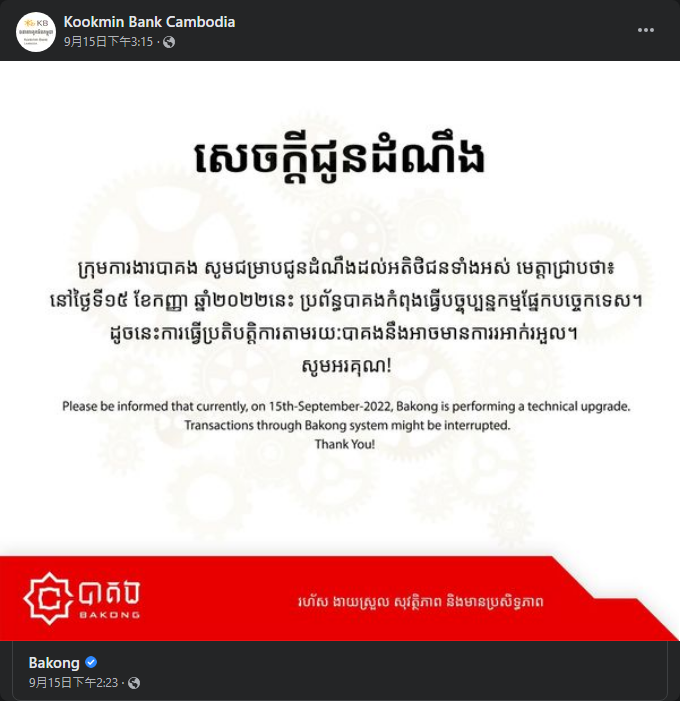 Kookmin Bank Cambodia
9月15日下午3:15 ·
KB
សេចក្តីជូនដំណឹង
ក្រុមការងារបាគង សូមជម្រាបជូនដំណឹងដល់អតិថិជនទាំងអស់ មេត្តាជ្រាបថា៖
នៅថ្ងៃទី១៥ ខែកញ្ញា ឆ្នាំ២០២២នេះ ប្រព័ន្ធបាគងកំពុងធ្វើបច្ចុប្បន្នកម្មផ្នែកបច្ចេកទេស។
ដូចនេះការធ្វើប្រតិបត្តិការតាមរយៈបាគងនឹងអាចមានការរអាក់រអួល។
សូមអរគុណ!
Please be informed that currently, on 15th-September-2022, Bakong is performing a technical upgrade.
Transactions through Bakong system might be interrupted.
Thank You!
បាគង
BAKONG
រហ័ស ងាយស្រួល សុវត្ថិភាព និងមានប្រសិទ្ធភាព
Bakong
9月15日下午2:23 ·